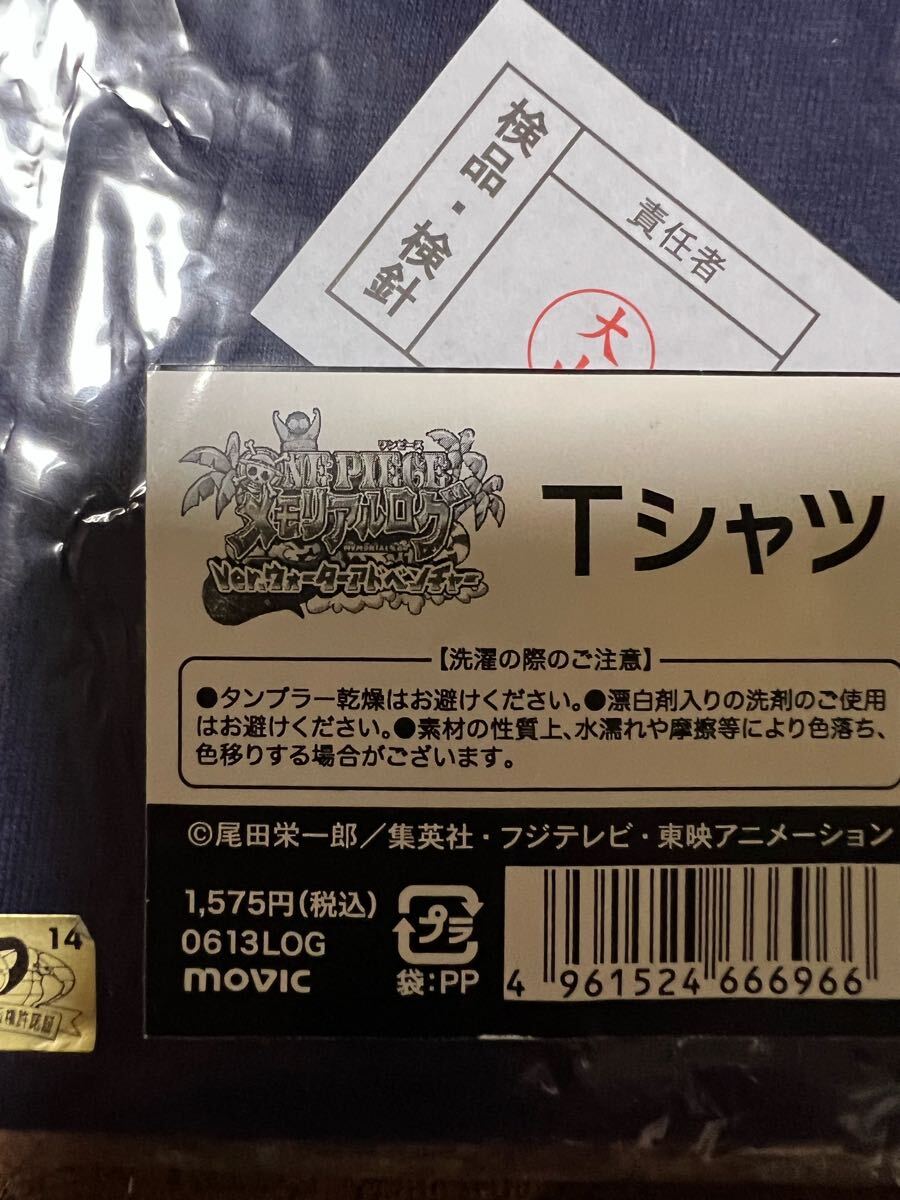 検品・検針
責任者
大
ワンピース
ONE PIECE
メモリアルログ
MEMORIAL LOG
Ver.ウォーターアドベンチャー
Tシャツ
【洗濯の際のご注意】
●タンブラー乾燥はお避けください。●漂白剤入りの洗剤のご使用
はお避けください。●素材の性質上、水濡れや摩擦等により色落ち、
色移りする場合がございます。
©尾田栄一郎／集英社・フジテレビ・東映アニメーション
1,575円(税込)
0613LOG
movic
プラ
袋:PP
4 961524 666966
14